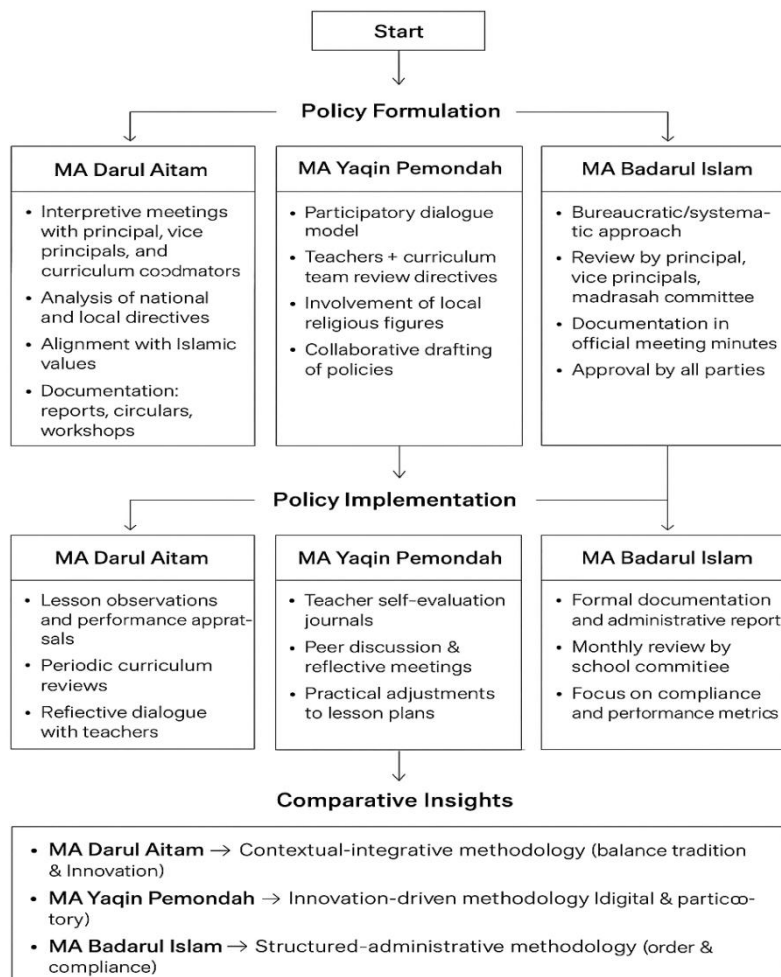 Start
Policy Formulation
MA Darul Aitam
• Interpretive meetings
with principal, vice
principals, and
curriculum coodmators
• Analysis of national
and local directives
• Alignment with Islamic
values
• Documentation:
reports, circulars,
workshops
MA Yaqin Pemondah
• Participatory dialogue
model
• Teachers + curriculum
team review directives
• Involvement of local
religious figures
• Collaborative drafting
of policies
MA Badarul Islam
• Bureaucratic/systema-
tic approach
• Review by principal,
vice principals,
madrasah committee
• Documentation in
official meeting minutes
• Approval by all parties
Policy Implementation
MA Darul Aitam
• Lesson observations
and performance apprat-
sals
• Periodic curriculum
reviews
• Refiective dialogue
with teachers
MA Yaqin Pemondah
• Teacher self-evaluation
journals
• Peer discussion &
reflective meetings
• Practical adjustments
to lesson plans
MA Badarul Islam
• Formal documentation
and administrative report
• Monthly review by
school commitiee
• Focus on compliance
and performance metrics
Comparative Insights
• MA Darul Aitam → Contextual-integrative methodology (balance tradition
& Innovation)
• MA Yaqin Pemondah → Innovation-driven methodology ldigital & particoo-
tory)
• MA Badarul Islam → Structured-administrative methodology (order &
compliance)